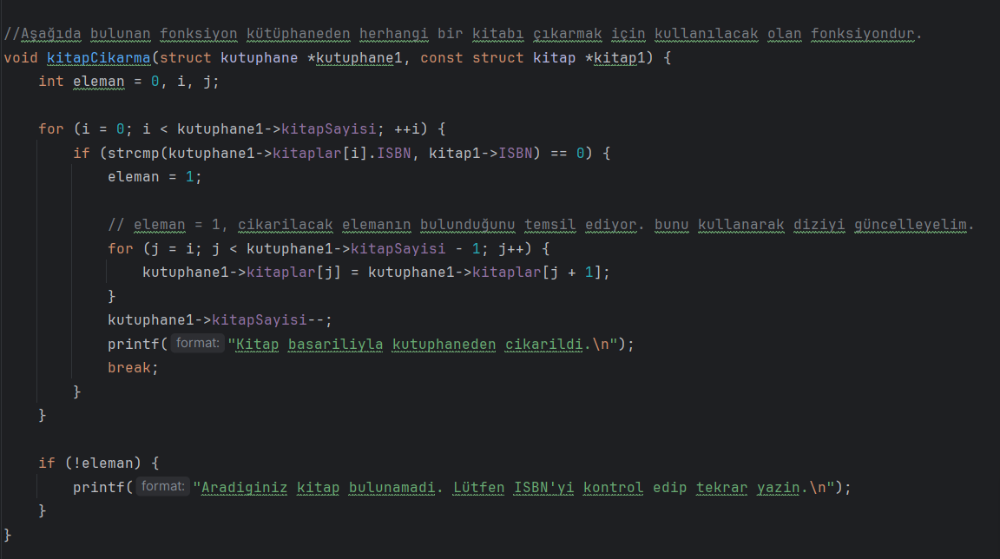 //Aşağıda bulunan fonksiyon kütüphaneden herhangi bir kitabı çıkarmak için kullanılacak olan fonksiyondur.
void kitapCikarma(struct kutuphane *kutuphane1, const struct kitap *kitap1) {
    int eleman = 0, i, j;

    for (i = 0; i < kutuphane1->kitapSayisi; ++i) {
        if (strcmp(kutuphane1->kitaplar[i].ISBN, kitap1->ISBN) == 0) {
            eleman = 1;

            // eleman = 1, cikarilacak elemanın bulunduğunu temsil ediyor. bunu kullanarak diziyi güncelleyelim.
            for (j = i; j < kutuphane1->kitapSayisi - 1; j++) {
                kutuphane1->kitaplar[j] = kutuphane1->kitaplar[j + 1];
            }
            kutuphane1->kitapSayisi--;
            printf( format: "Kitap basariliyla kutuphaneden cikarildi.\n");
            break;
        }
    }

    if (!eleman) {
        printf( format: "Aradiginiz kitap bulunamadi. Lütfen ISBN'yi kontrol edip tekrar yazin.\n");
    }
}